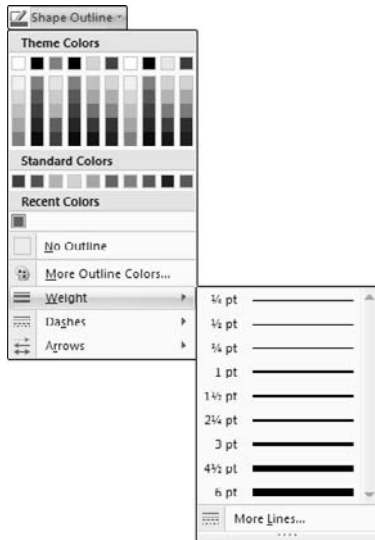 Shape Outline
Theme Colors
Standard Colors
Recent Colors
No Outline
More Outline Colors...
Weight
Dashes
Arrows
¼ pt
½ pt
¾ pt
1 pt
1½ pt
2¼ pt
3 pt
4½ pt
6 pt
More Lines...